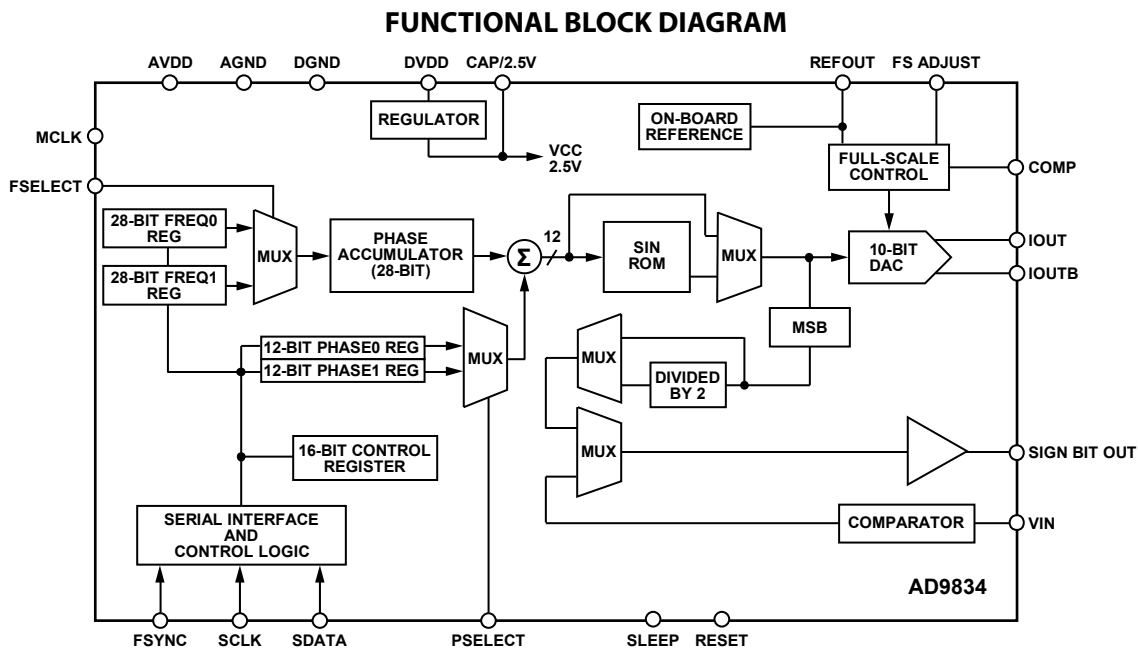 FUNCTIONAL BLOCK DIAGRAM
AVDD
AGND
DGND
DVDD
CAP/2.5V
REFOUT
FS ADJUST
MCLK
REGULATOR
VCC
2.5V
ON-BOARD
REFERENCE
FULL-SCALE
CONTROL
COMP
FSELECT
28-BIT FREQ0
REG
28-BIT FREQ1
REG
MUX
PHASE
ACCUMULATOR
(28-BIT)
Σ
12
SIN
ROM
MUX
10-BIT
DAC
IOUT
IOUTB
MSB
12-BIT PHASE0 REG
12-BIT PHASE1 REG
MUX
MUX
DIVIDED
BY 2
16-BIT CONTROL
REGISTER
MUX
SIGN BIT OUT
SERIAL INTERFACE
AND
CONTROL LOGIC
COMPARATOR
VIN
AD9834
FSYNC
SCLK
SDATA
PSELECT
SLEEP
RESET